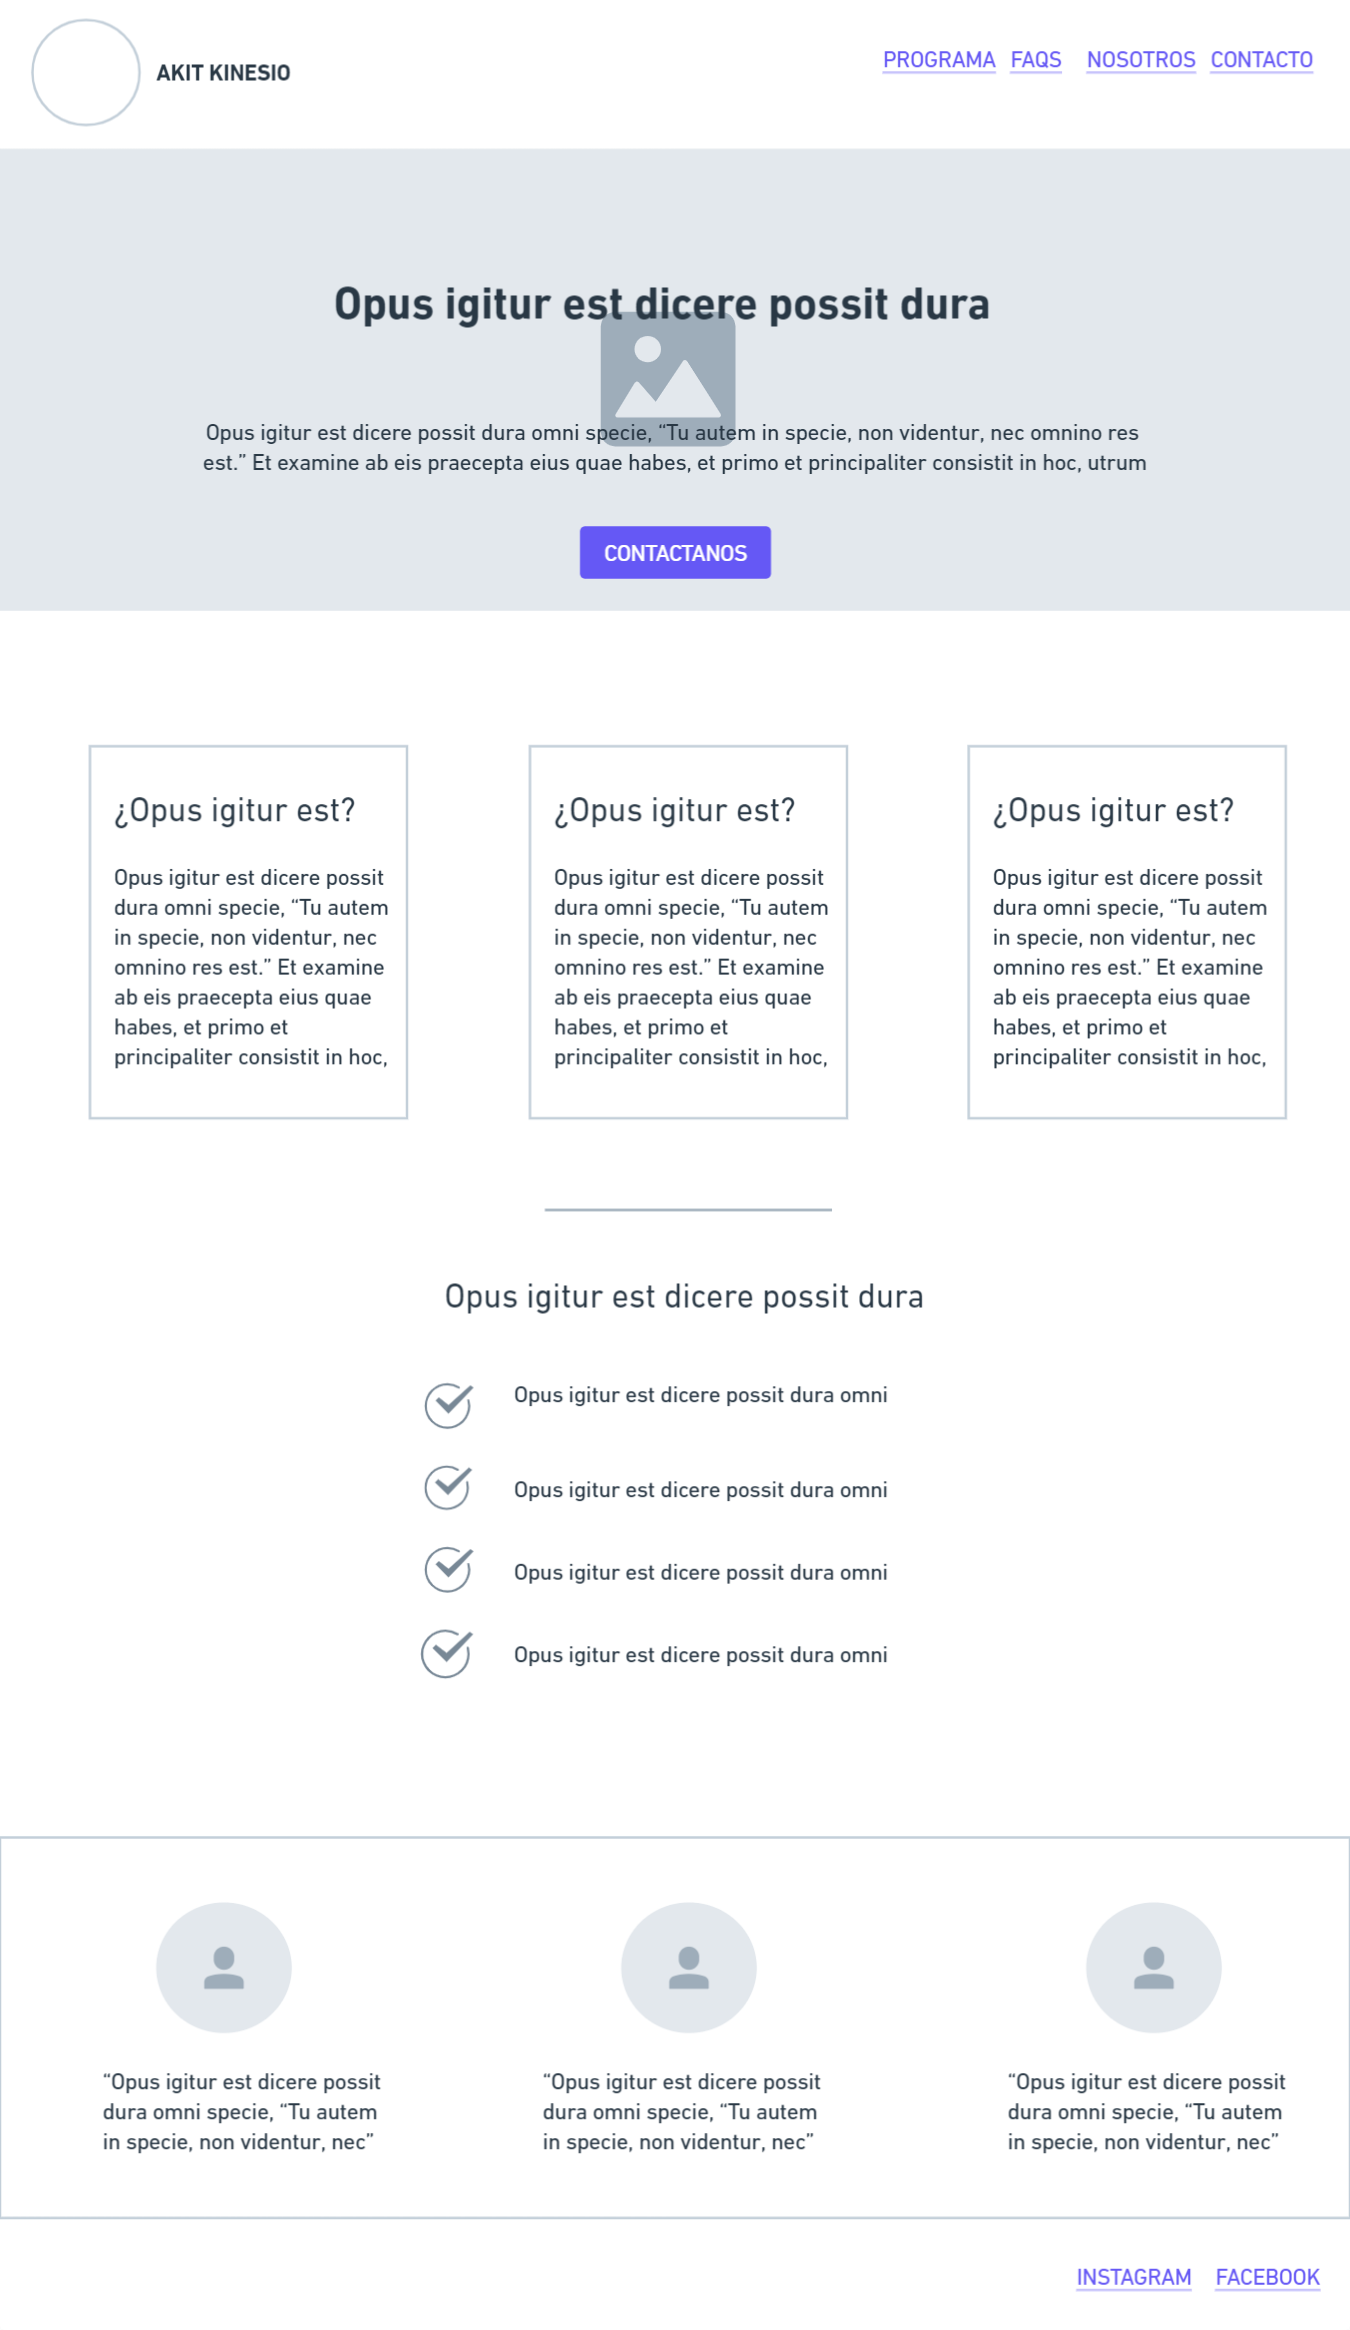 AKIT KINESIO
PROGRAMA FAQS NOSOTROS CONTACTO
Opus igitur est dicere possit dura
Opus igitur est dicere possit dura omni specie, “Tu autem in specie, non videntur, nec omnino res
est.” Et examine ab eis praecepta eius quae habes, et primo et principaliter consistit in hoc, utrum
CONTACTANOS
¿Opus igitur est?
Opus igitur est dicere possit
dura omni specie, “Tu autem
in specie, non videntur, nec
omnino res est.” Et examine
ab eis praecepta eius quae
habes, et primo et
principaliter consistit in hoc,
¿Opus igitur est?
Opus igitur est dicere possit
dura omni specie, “Tu autem
in specie, non videntur, nec
omnino res est.” Et examine
ab eis praecepta eius quae
habes, et primo et
principaliter consistit in hoc,
¿Opus igitur est?
Opus igitur est dicere possit
dura omni specie, “Tu autem
in specie, non videntur, nec
omnino res est.” Et examine
ab eis praecepta eius quae
habes, et primo et
principaliter consistit in hoc,
Opus igitur est dicere possit dura
Opus igitur est dicere possit dura omni
Opus igitur est dicere possit dura omni
Opus igitur est dicere possit dura omni
Opus igitur est dicere possit dura omni
“Opus igitur est dicere possit
dura omni specie, “Tu autem
in specie, non videntur, nec”
“Opus igitur est dicere possit
dura omni specie, “Tu autem
in specie, non videntur, nec”
“Opus igitur est dicere possit
dura omni specie, “Tu autem
in specie, non videntur, nec”
INSTAGRAM FACEBOOK